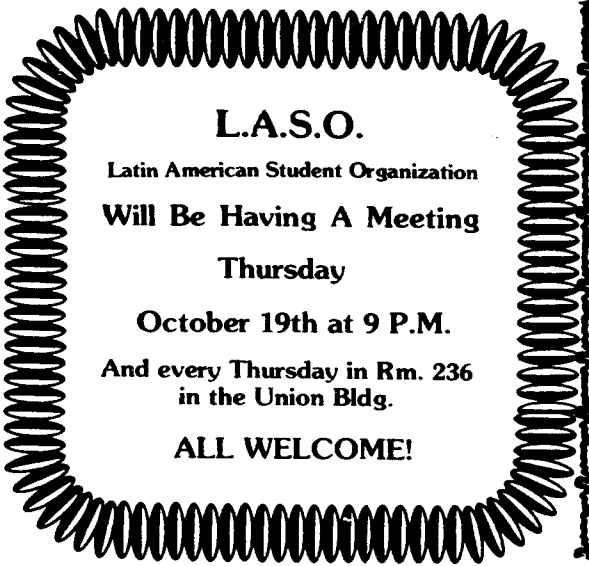 L.A.S.O.
Latin American Student Organization
Will Be Having A Meeting
Thursday
October 19th at 9 P.M.
And every Thursday in Rm. 236
in the Union Bldg.
ALL WELCOME!